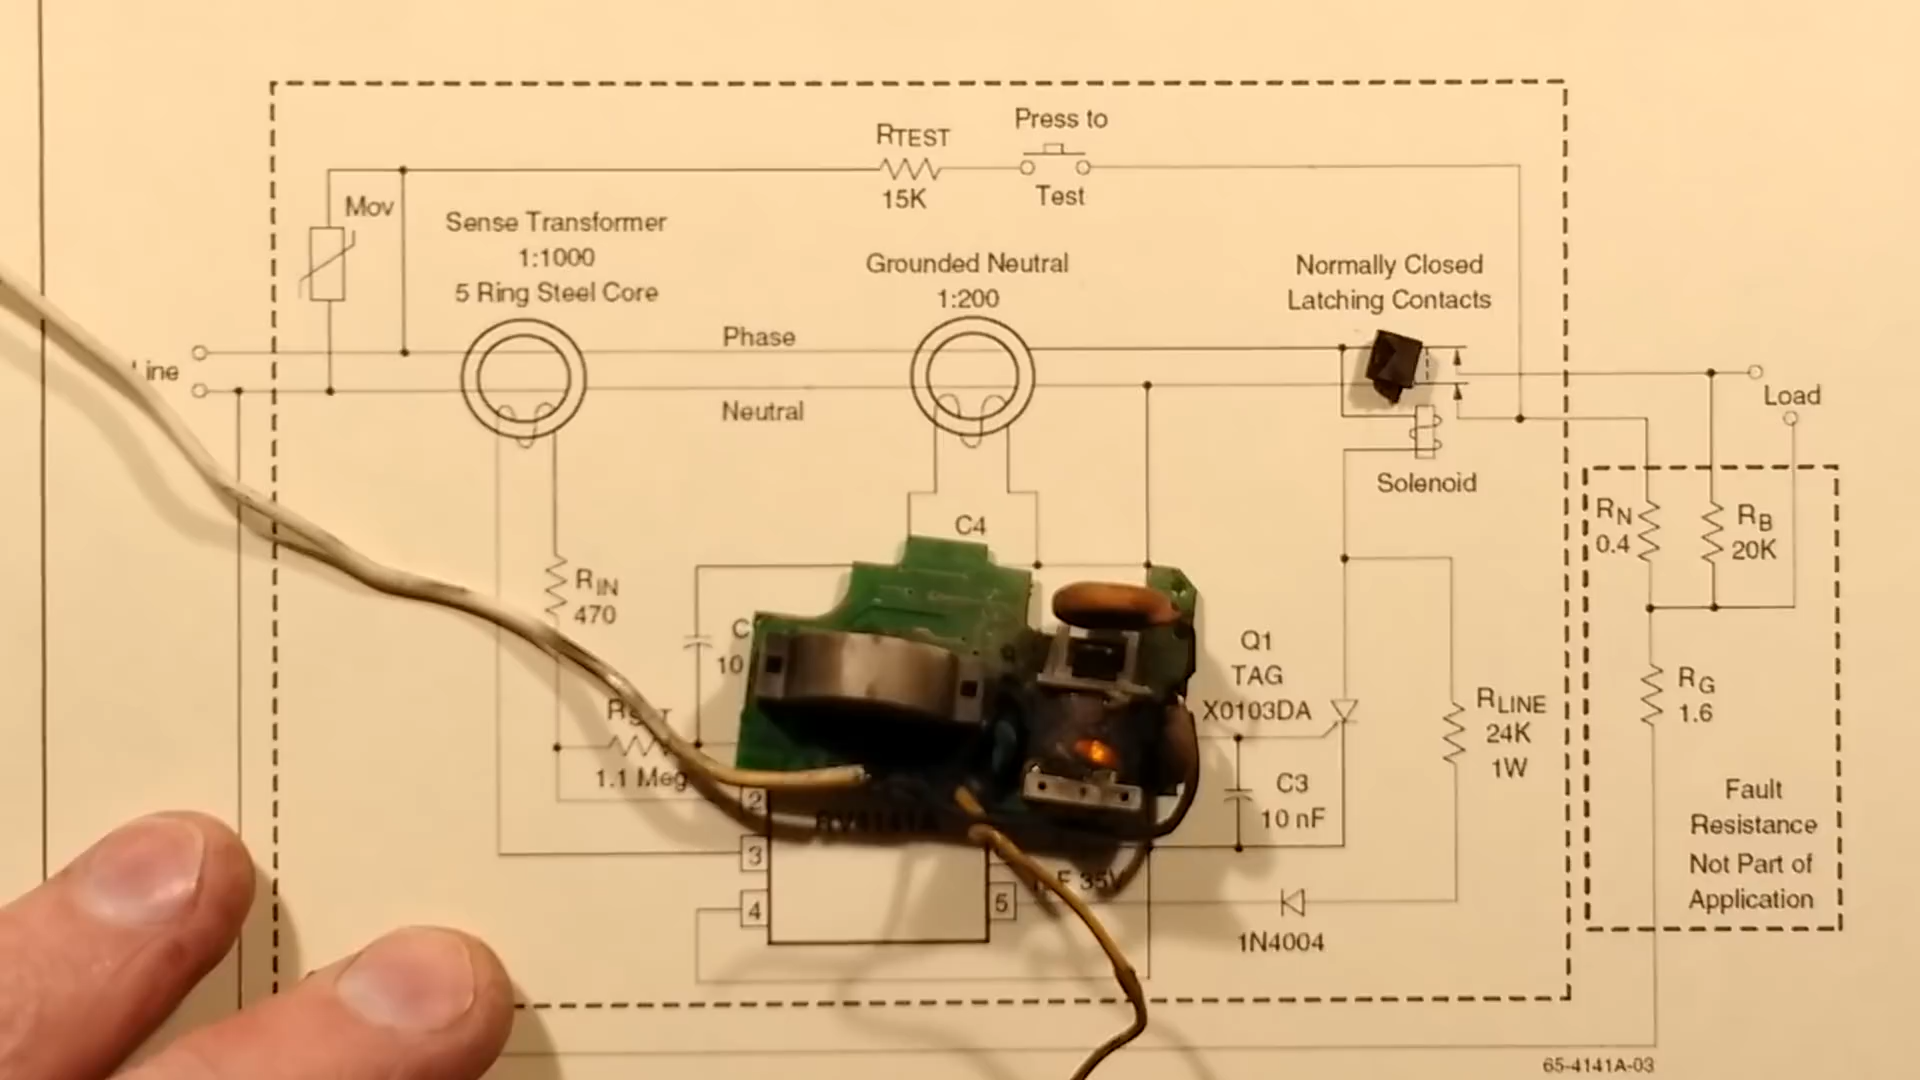 Press to
RTEST
15K
Test
Mov
Sense Transformer
1:1000
5 Ring Steel Core
Grounded Neutral
1:200
Normally Closed
Latching Contacts
Phase
Line
Neutral
Load
Solenoid
C4
RN
0.4
RB
20K
RIN
470
C
10
Q1
TAG
X0103DA
RG
1.6
RLINE
24K
1W
1.1 Meg
2
RV4141A
3
4
5
F 35V
C3
10 nF
1N4004
Fault
Resistance
Not Part of
Application
65-4141A-03